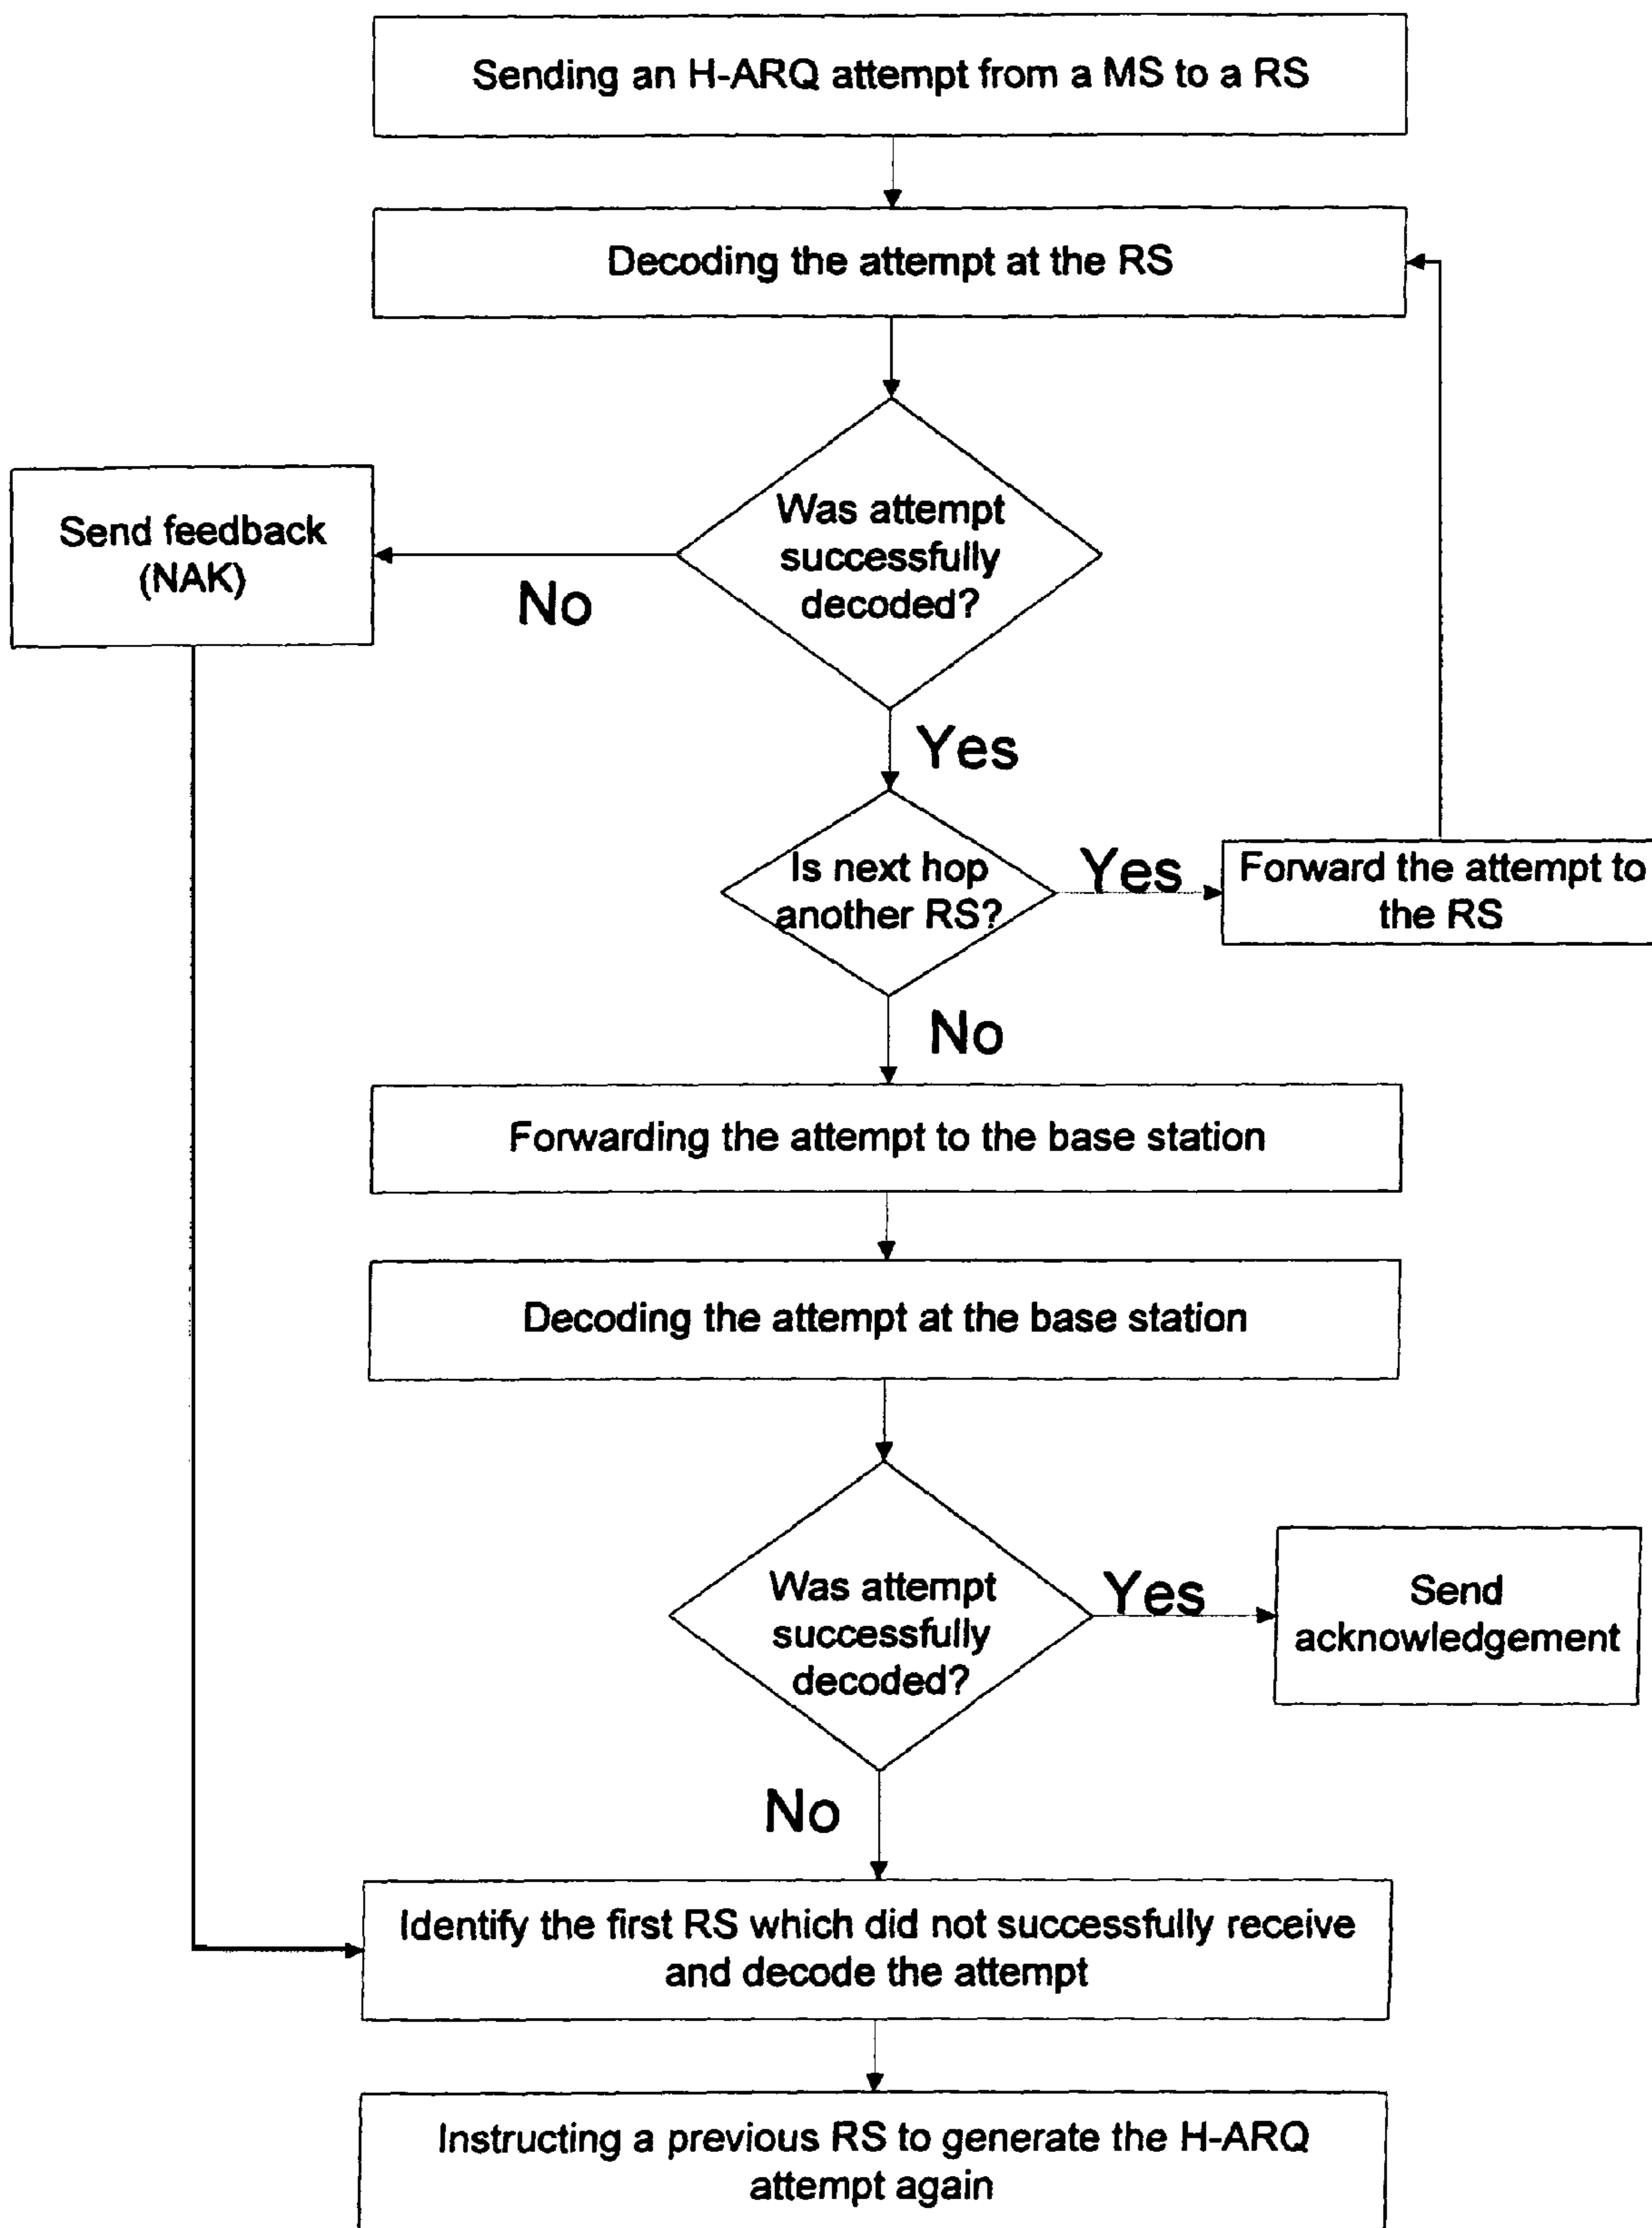 Sending an H-ARQ attempt from a MS to a RS
Decoding the attempt at the RS
Was attempt
successfully
decoded?
Send feedback
(NAK)
No
Yes
Is next hop
another RS?
Yes
Forward the attempt to
the RS
No
Forwarding the attempt to the base station
Decoding the attempt at the base station
Was attempt
successfully
decoded?
Yes
Send
acknowledgement
No
Identify the first RS which did not successfully receive
and decode the attempt
Instructing a previous RS to generate the H-ARQ
attempt again